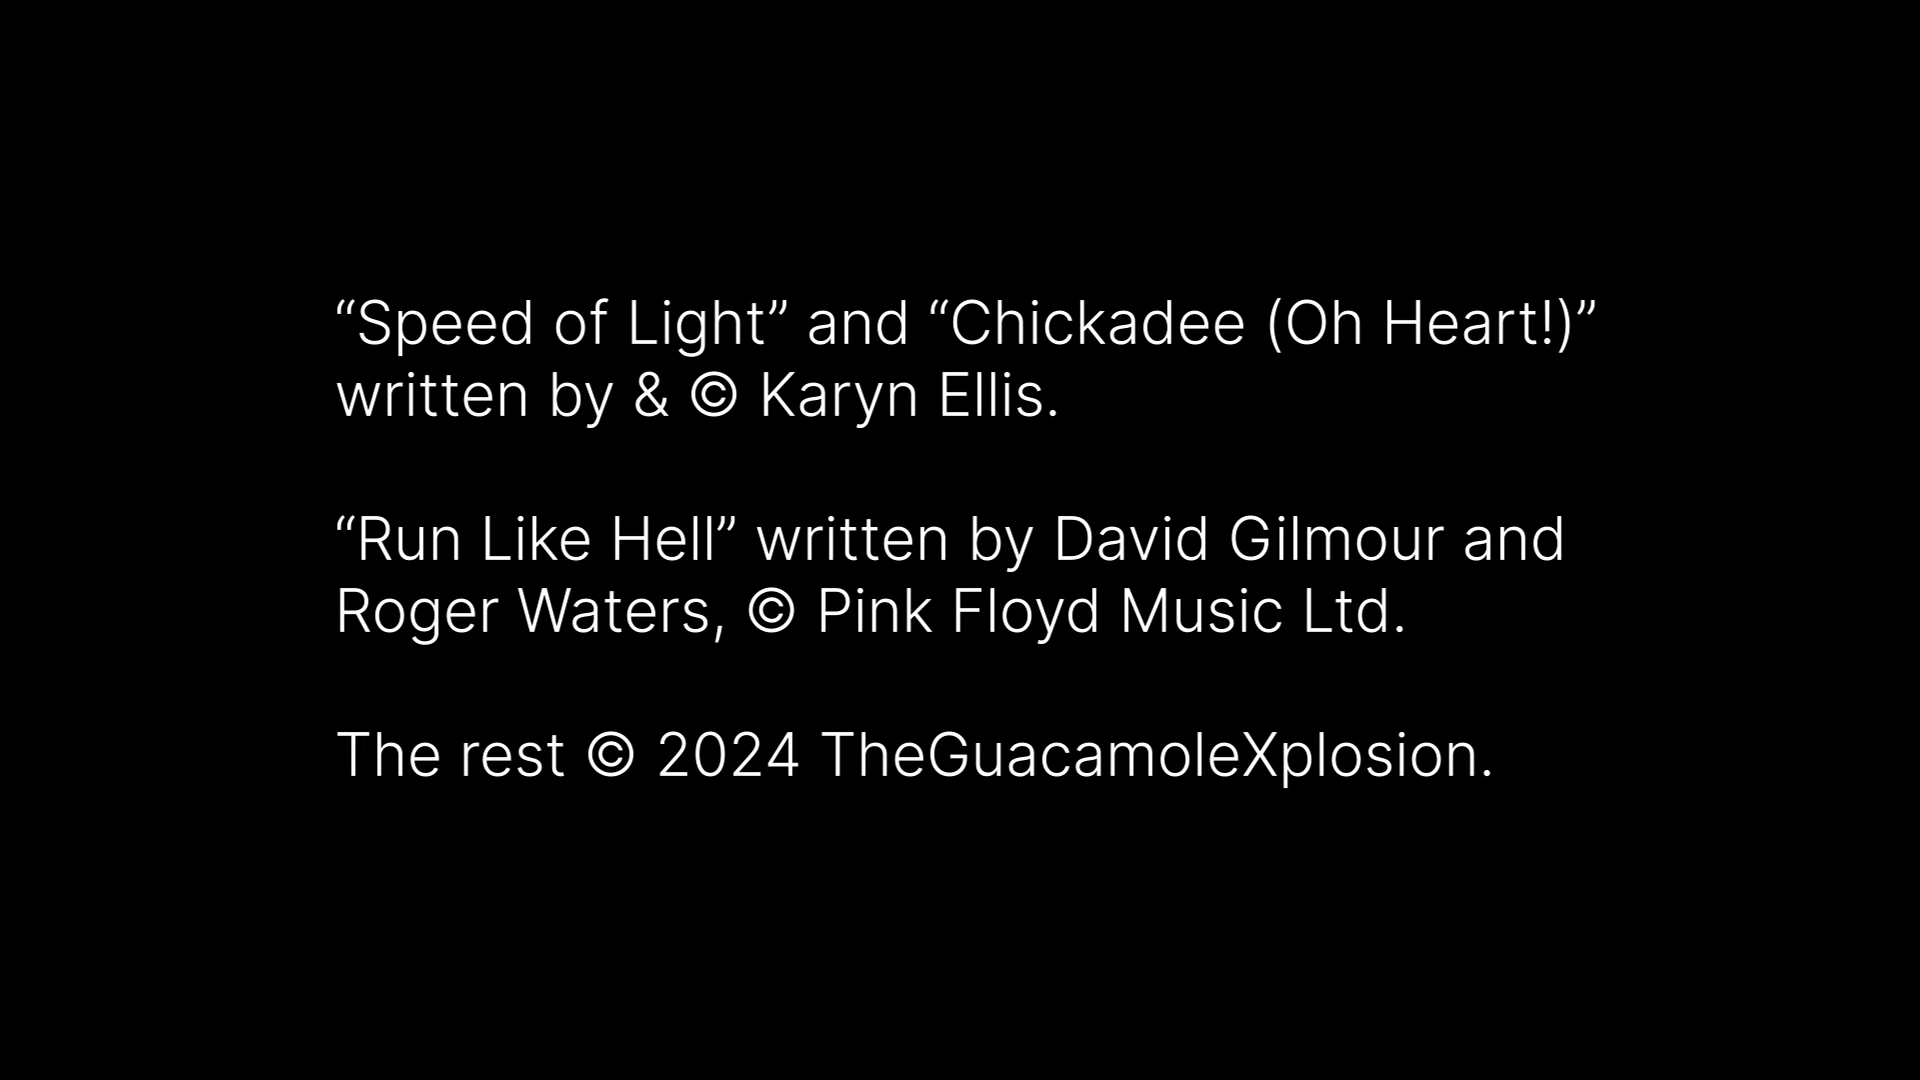 “Speed of Light” and “Chickadee (Oh Heart!)”
written by & © Karyn Ellis.
“Run Like Hell” written by David Gilmour and
Roger Waters, © Pink Floyd Music Ltd.
The rest © 2024 TheGuacamoleXplosion.